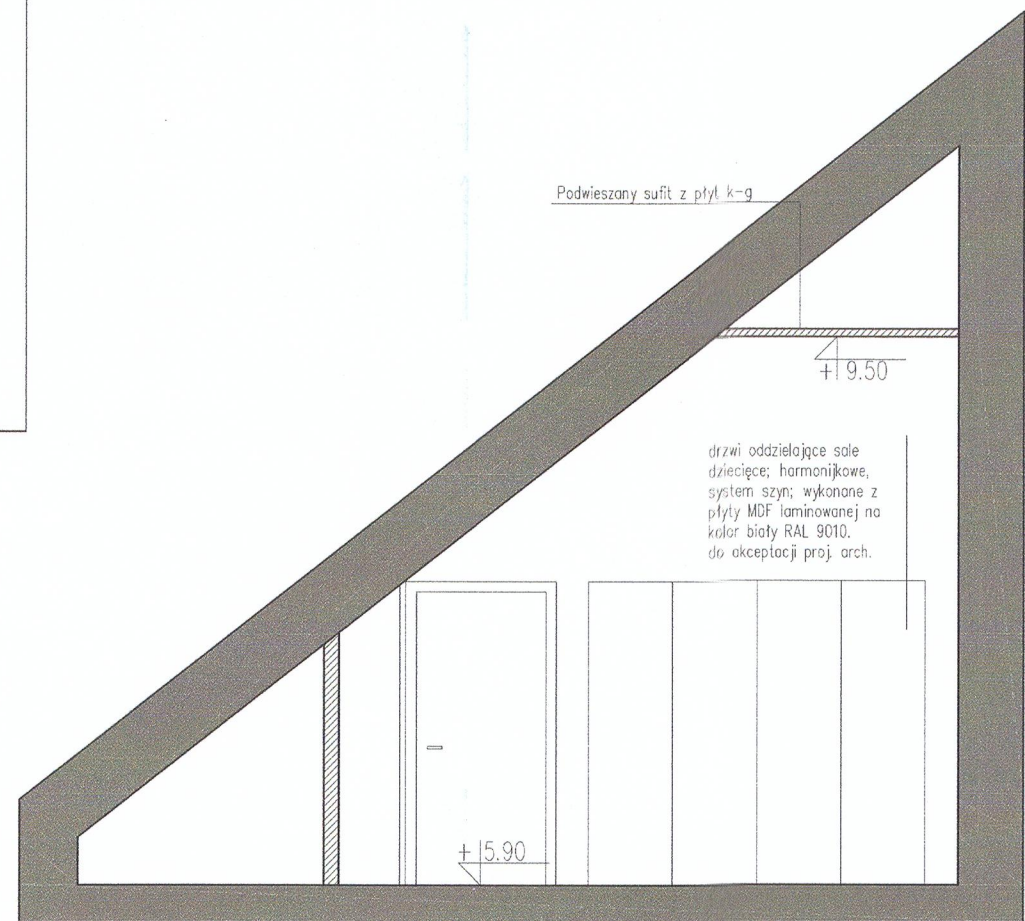 Podwieszany sufit z płyt k-g
+9.50
drzwi oddzielające sale
dziecięce; harmonijkowe,
system szyn; wykonane z
płyty MDF laminowanej na
kolor biały RAL 9010.
do akceptacji proj. arch.
+5.90